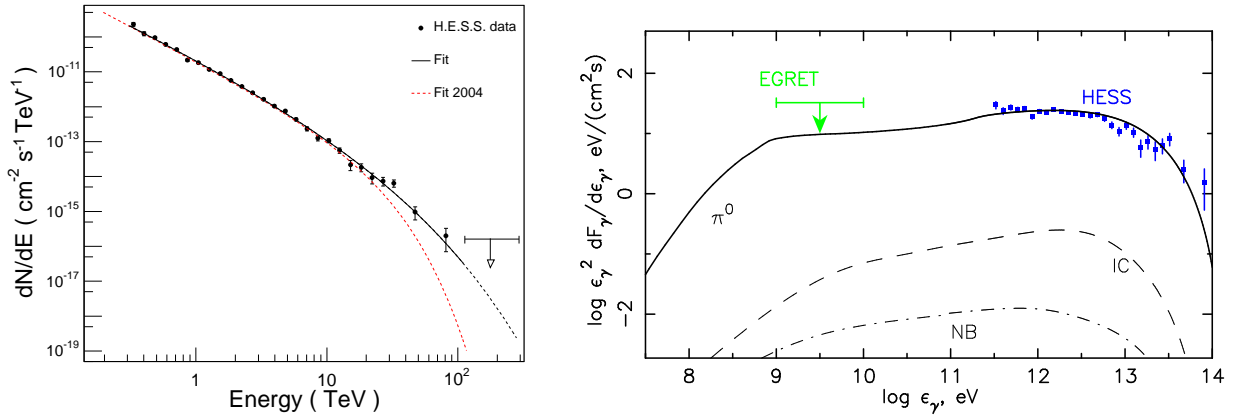 dN/dE ( cm⁻² s⁻¹ TeV⁻¹)
10⁻¹¹
10⁻¹³
10⁻¹⁵
10⁻¹⁷
10⁻¹⁹
H.E.S.S. data
Fit
Fit 2004
1 10 10²
Energy ( TeV)
log ϵγ² dFγ/dϵγ, eV/(cm²s)
2
0
−2
EGRET
HESS
π⁰
IC
NB
8 9 10 11 12 13 14
log ϵγ, eV